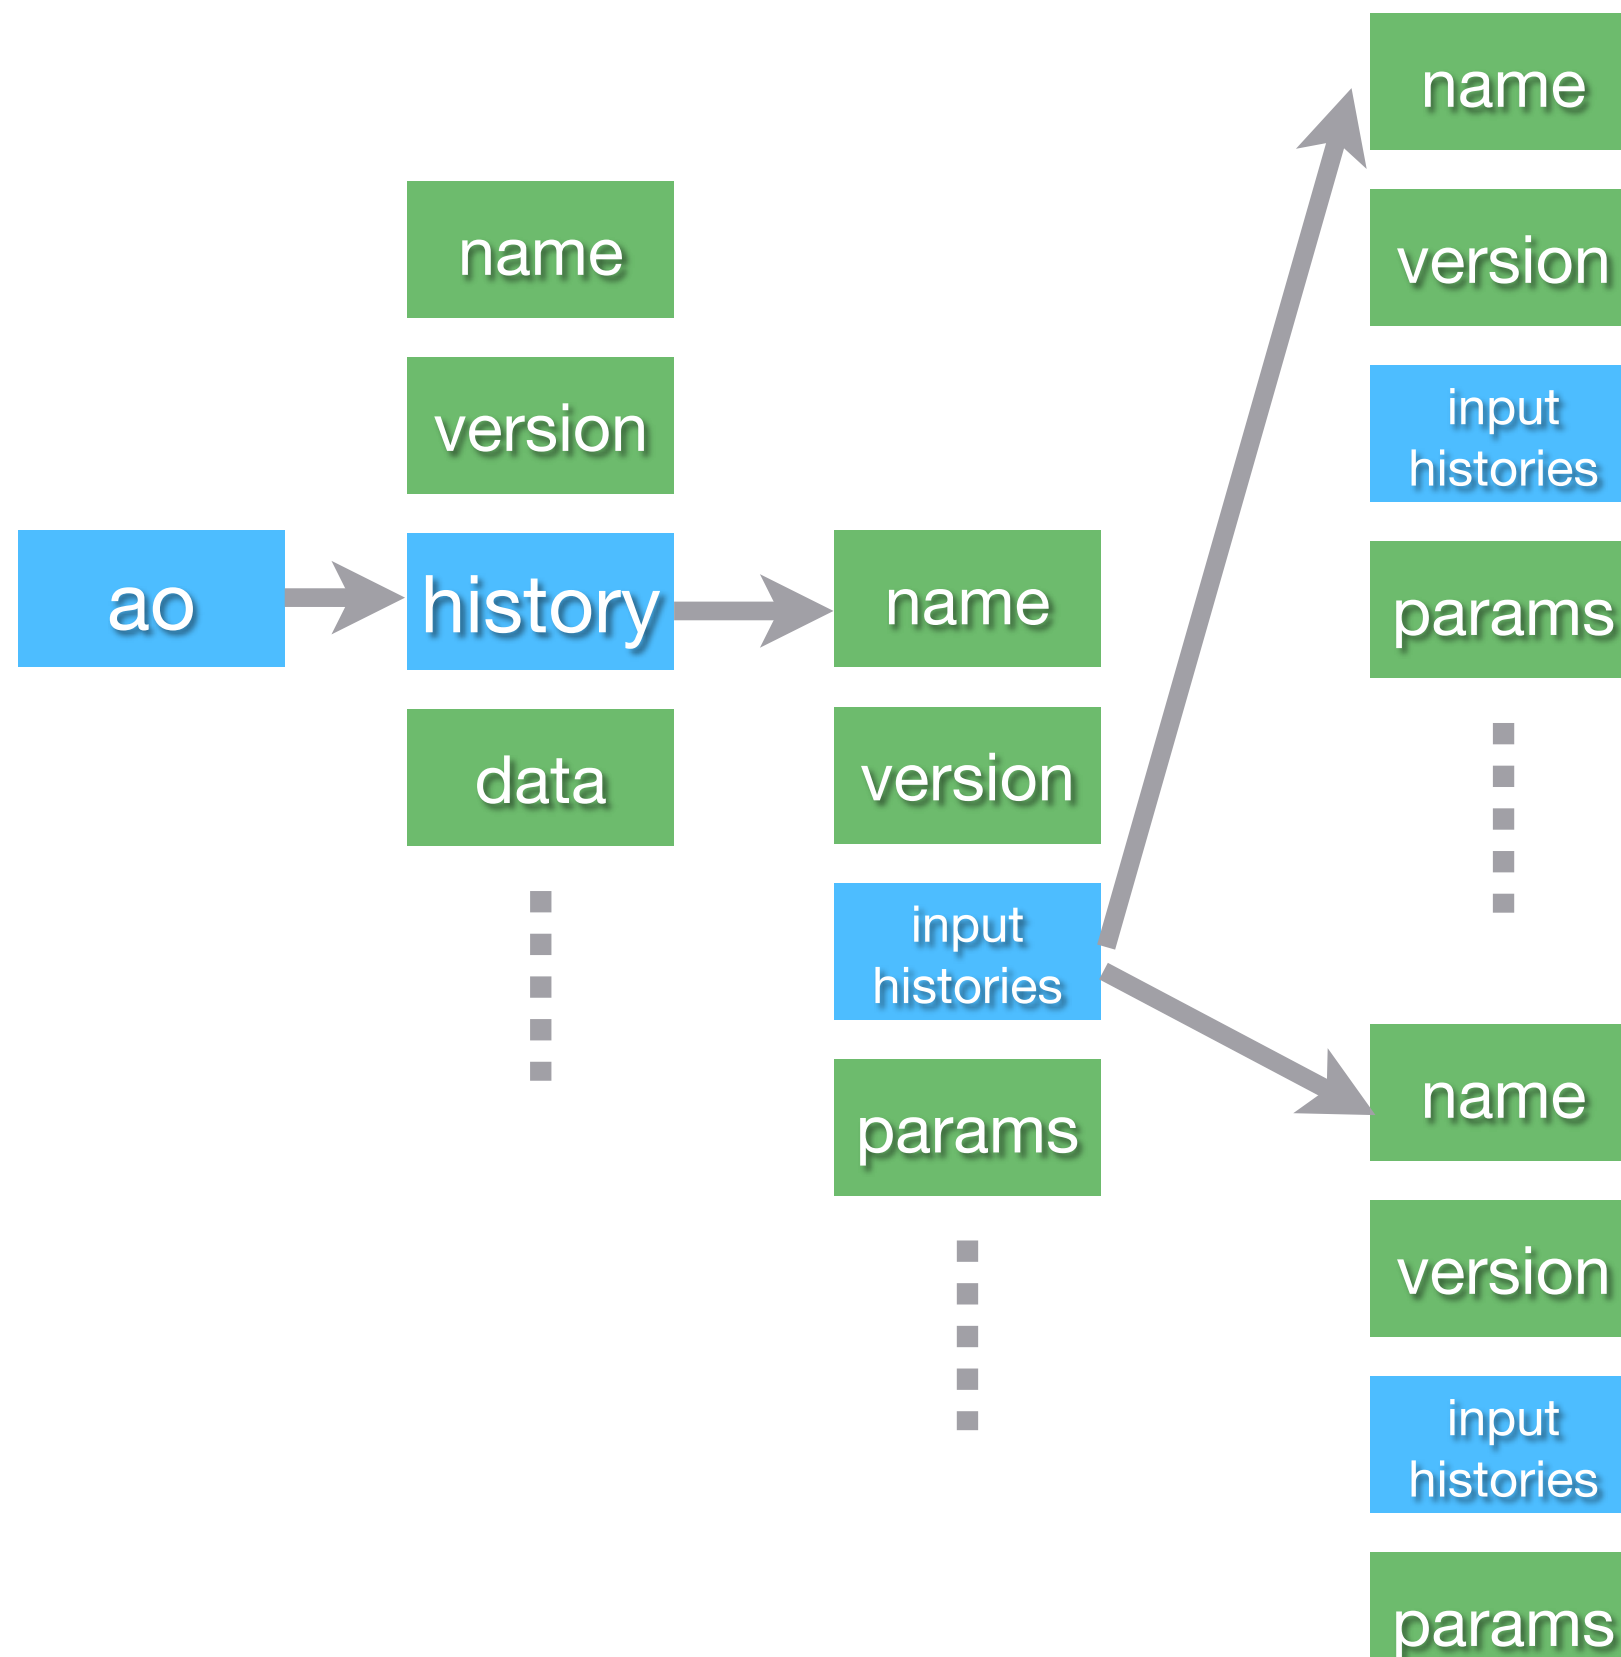 ao
name
version
history
data
name
version
input
histories
params
name
version
input
histories
params
name
version
input
histories
params